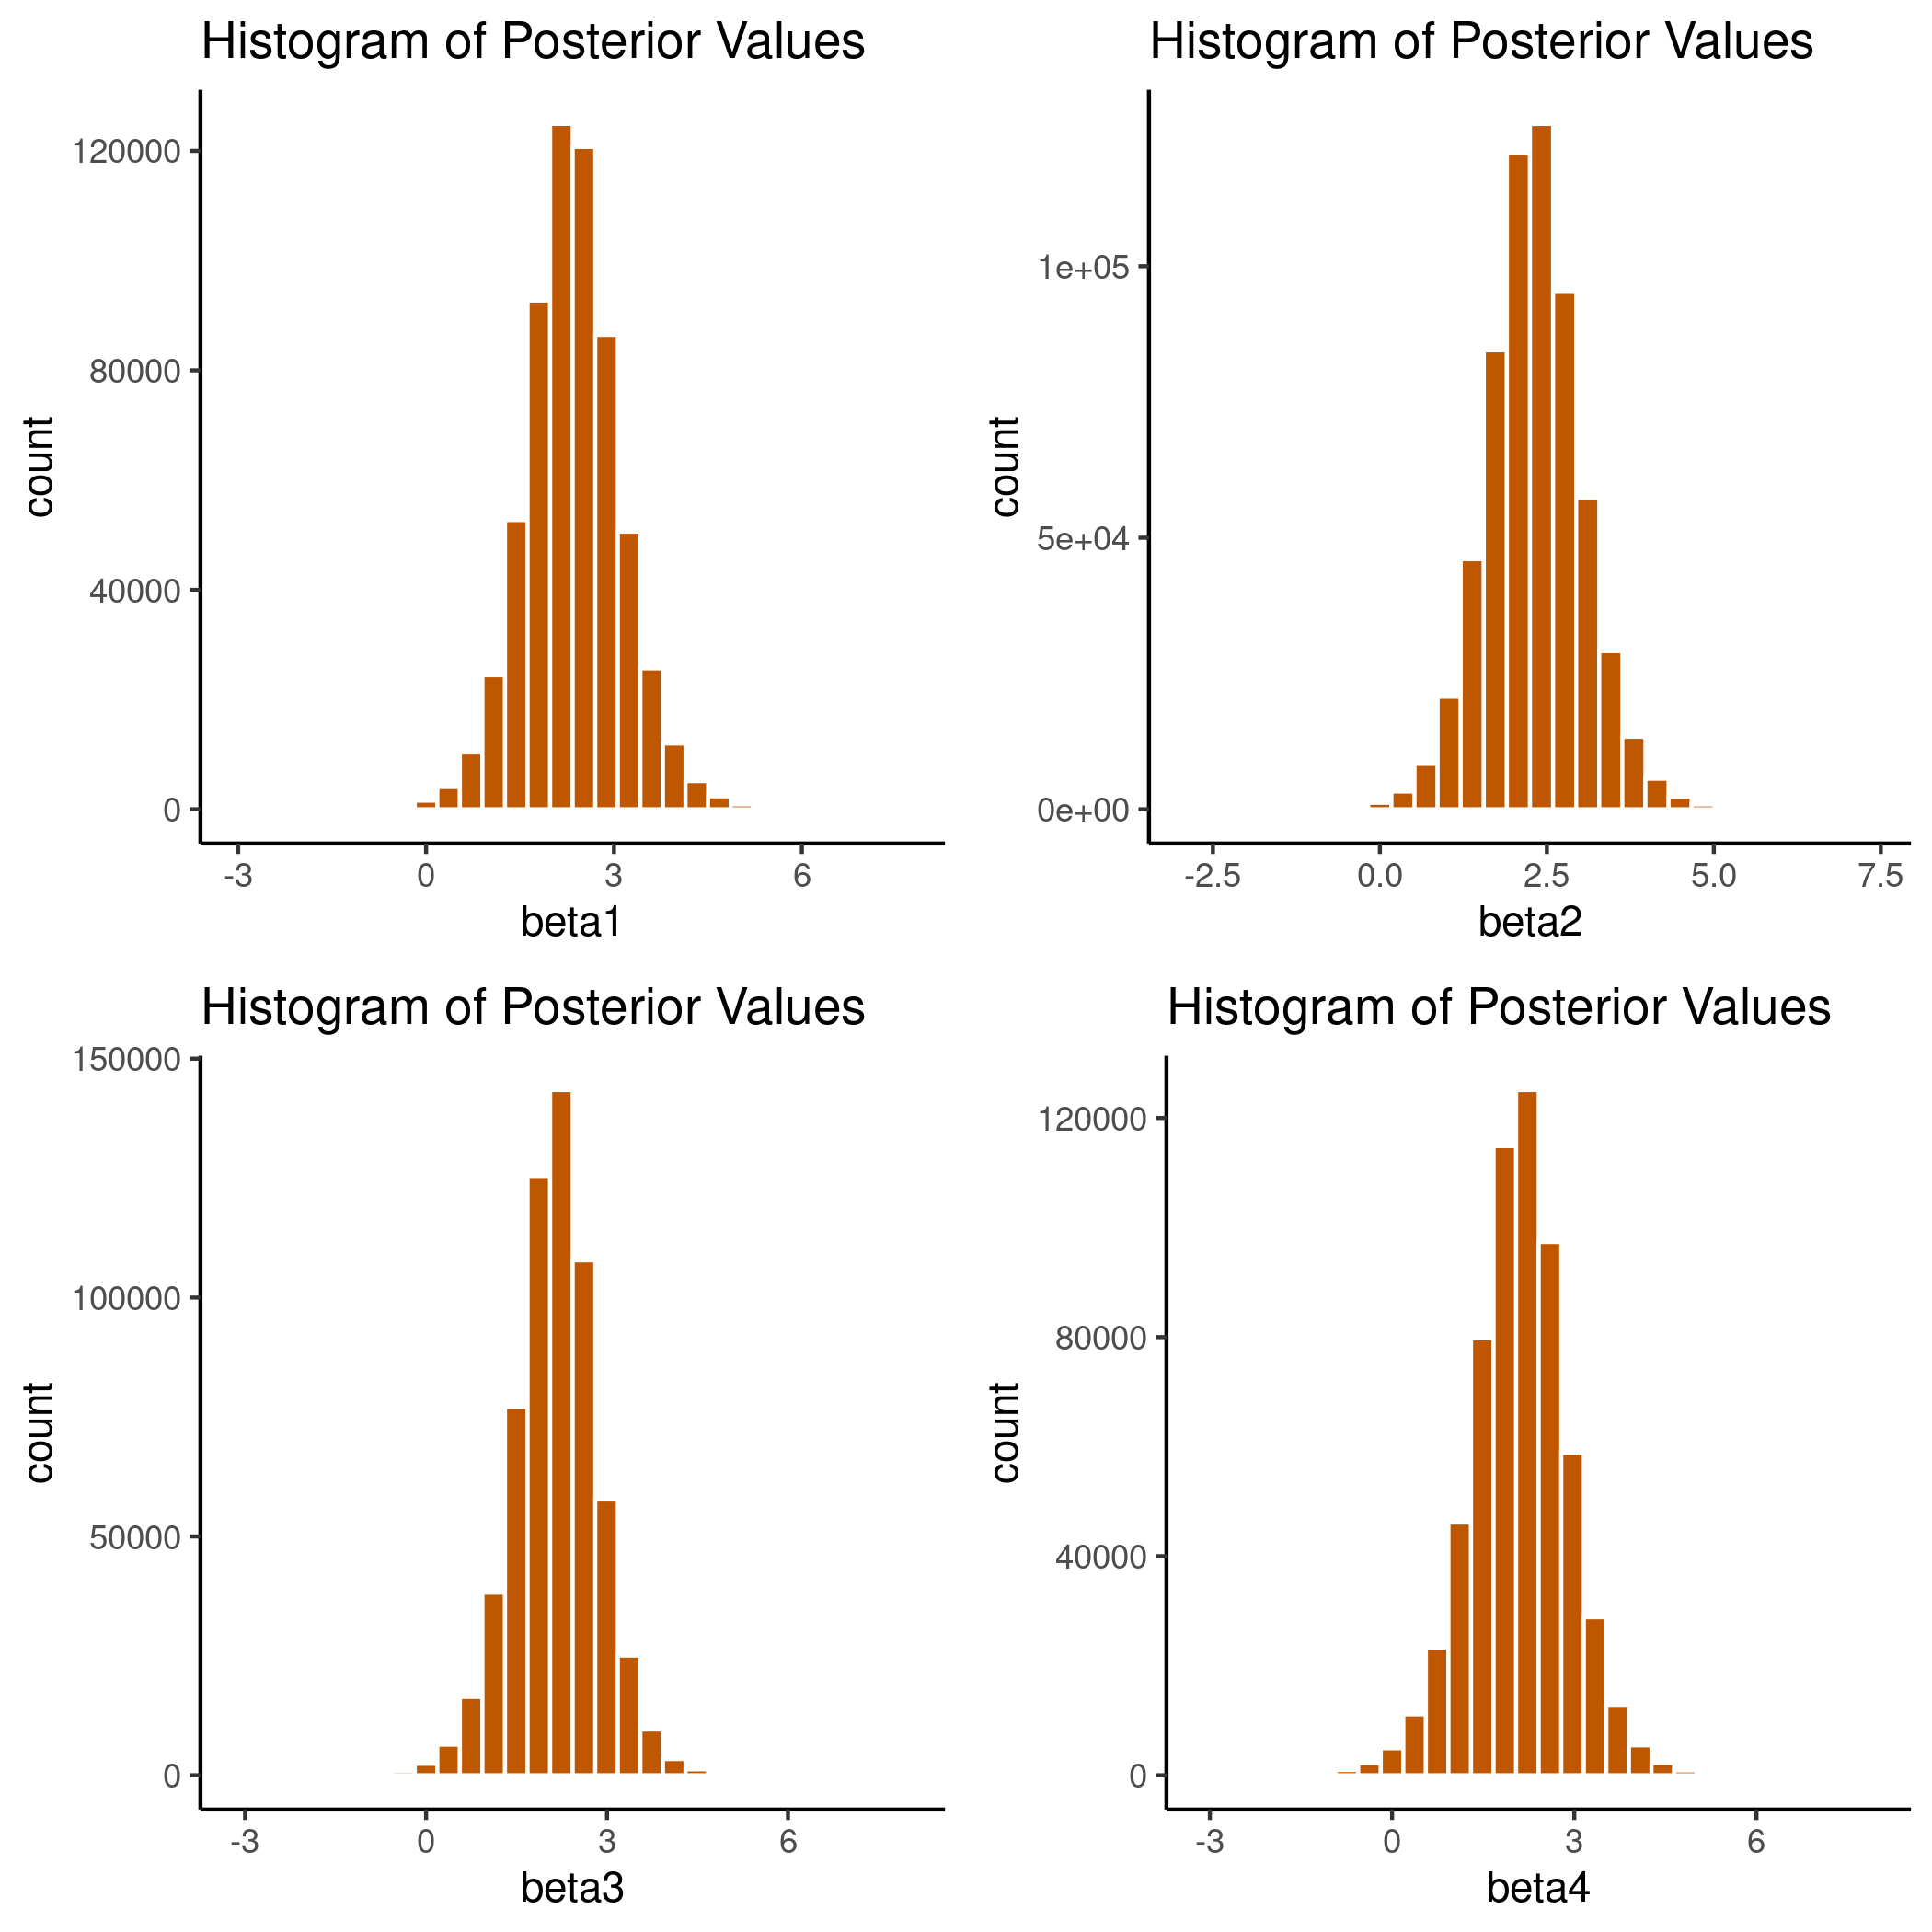 Histogram of Posterior Values
120000
80000
40000
0
count
-3 0 3 6
beta1
Histogram of Posterior Values
1e+05
5e+04
0e+00
count
-2.5 0.0 2.5 5.0 7.5
beta2
Histogram of Posterior Values
150000
100000
50000
0
count
-3 0 3 6
beta3
Histogram of Posterior Values
120000
80000
40000
0
count
-3 0 3 6
beta4